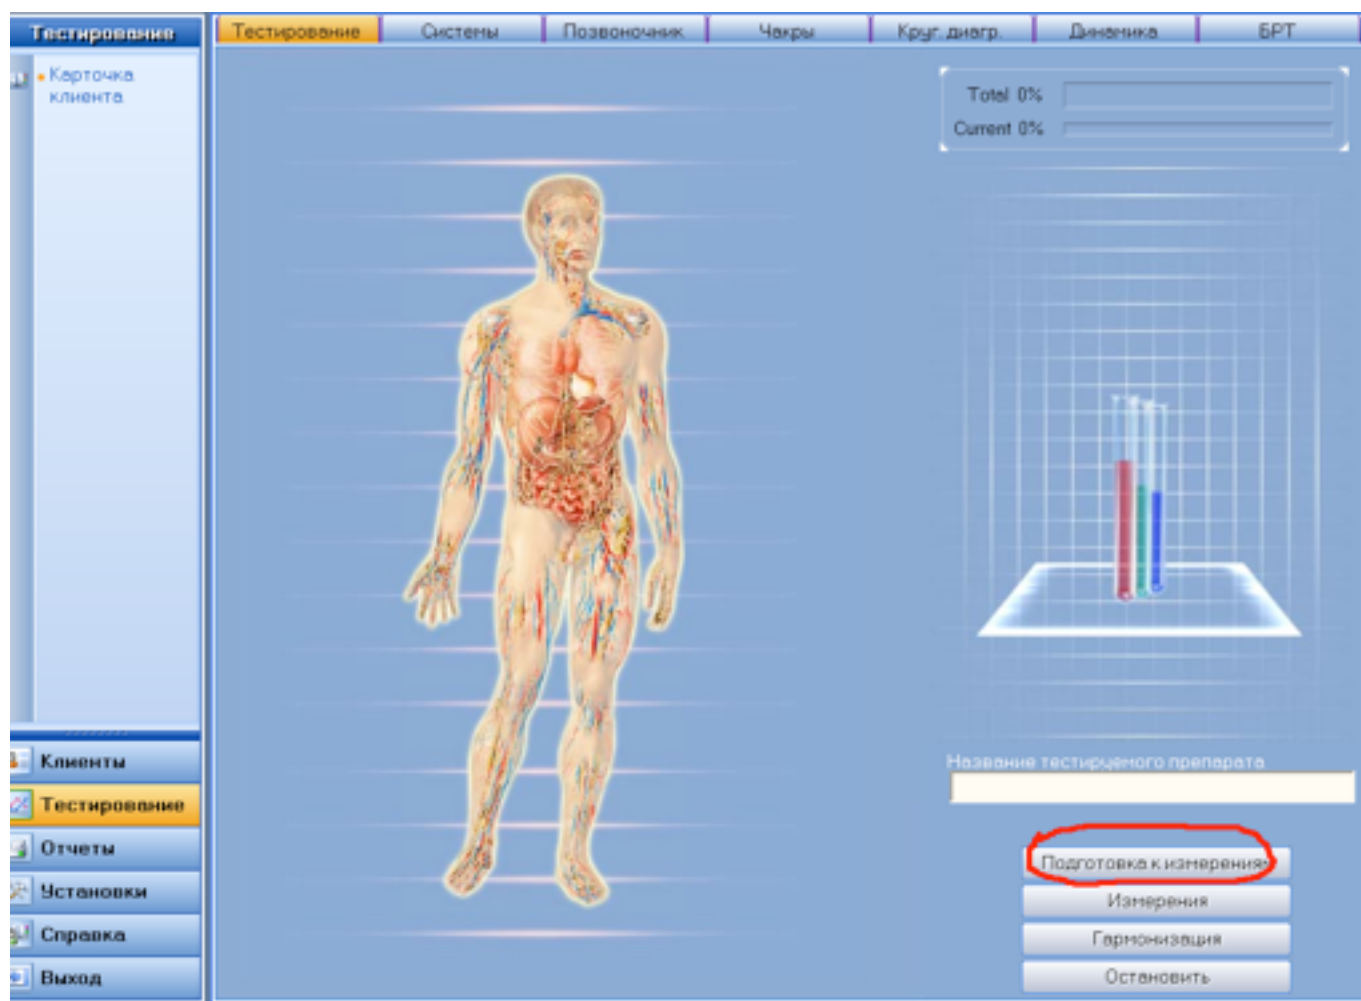 Тестирование
Тестирование
Системы
Позвоночник
Чакры
Круг. диагр.
Динамика
БРТ
Карточка
клиента
Total 0%
Current 0%
Название тестируемого препарата
Подготовка к измерениям
Измерения
Гармонизация
Остановить
Клиенты
Тестирование
Отчеты
Установки
Справка
Выход